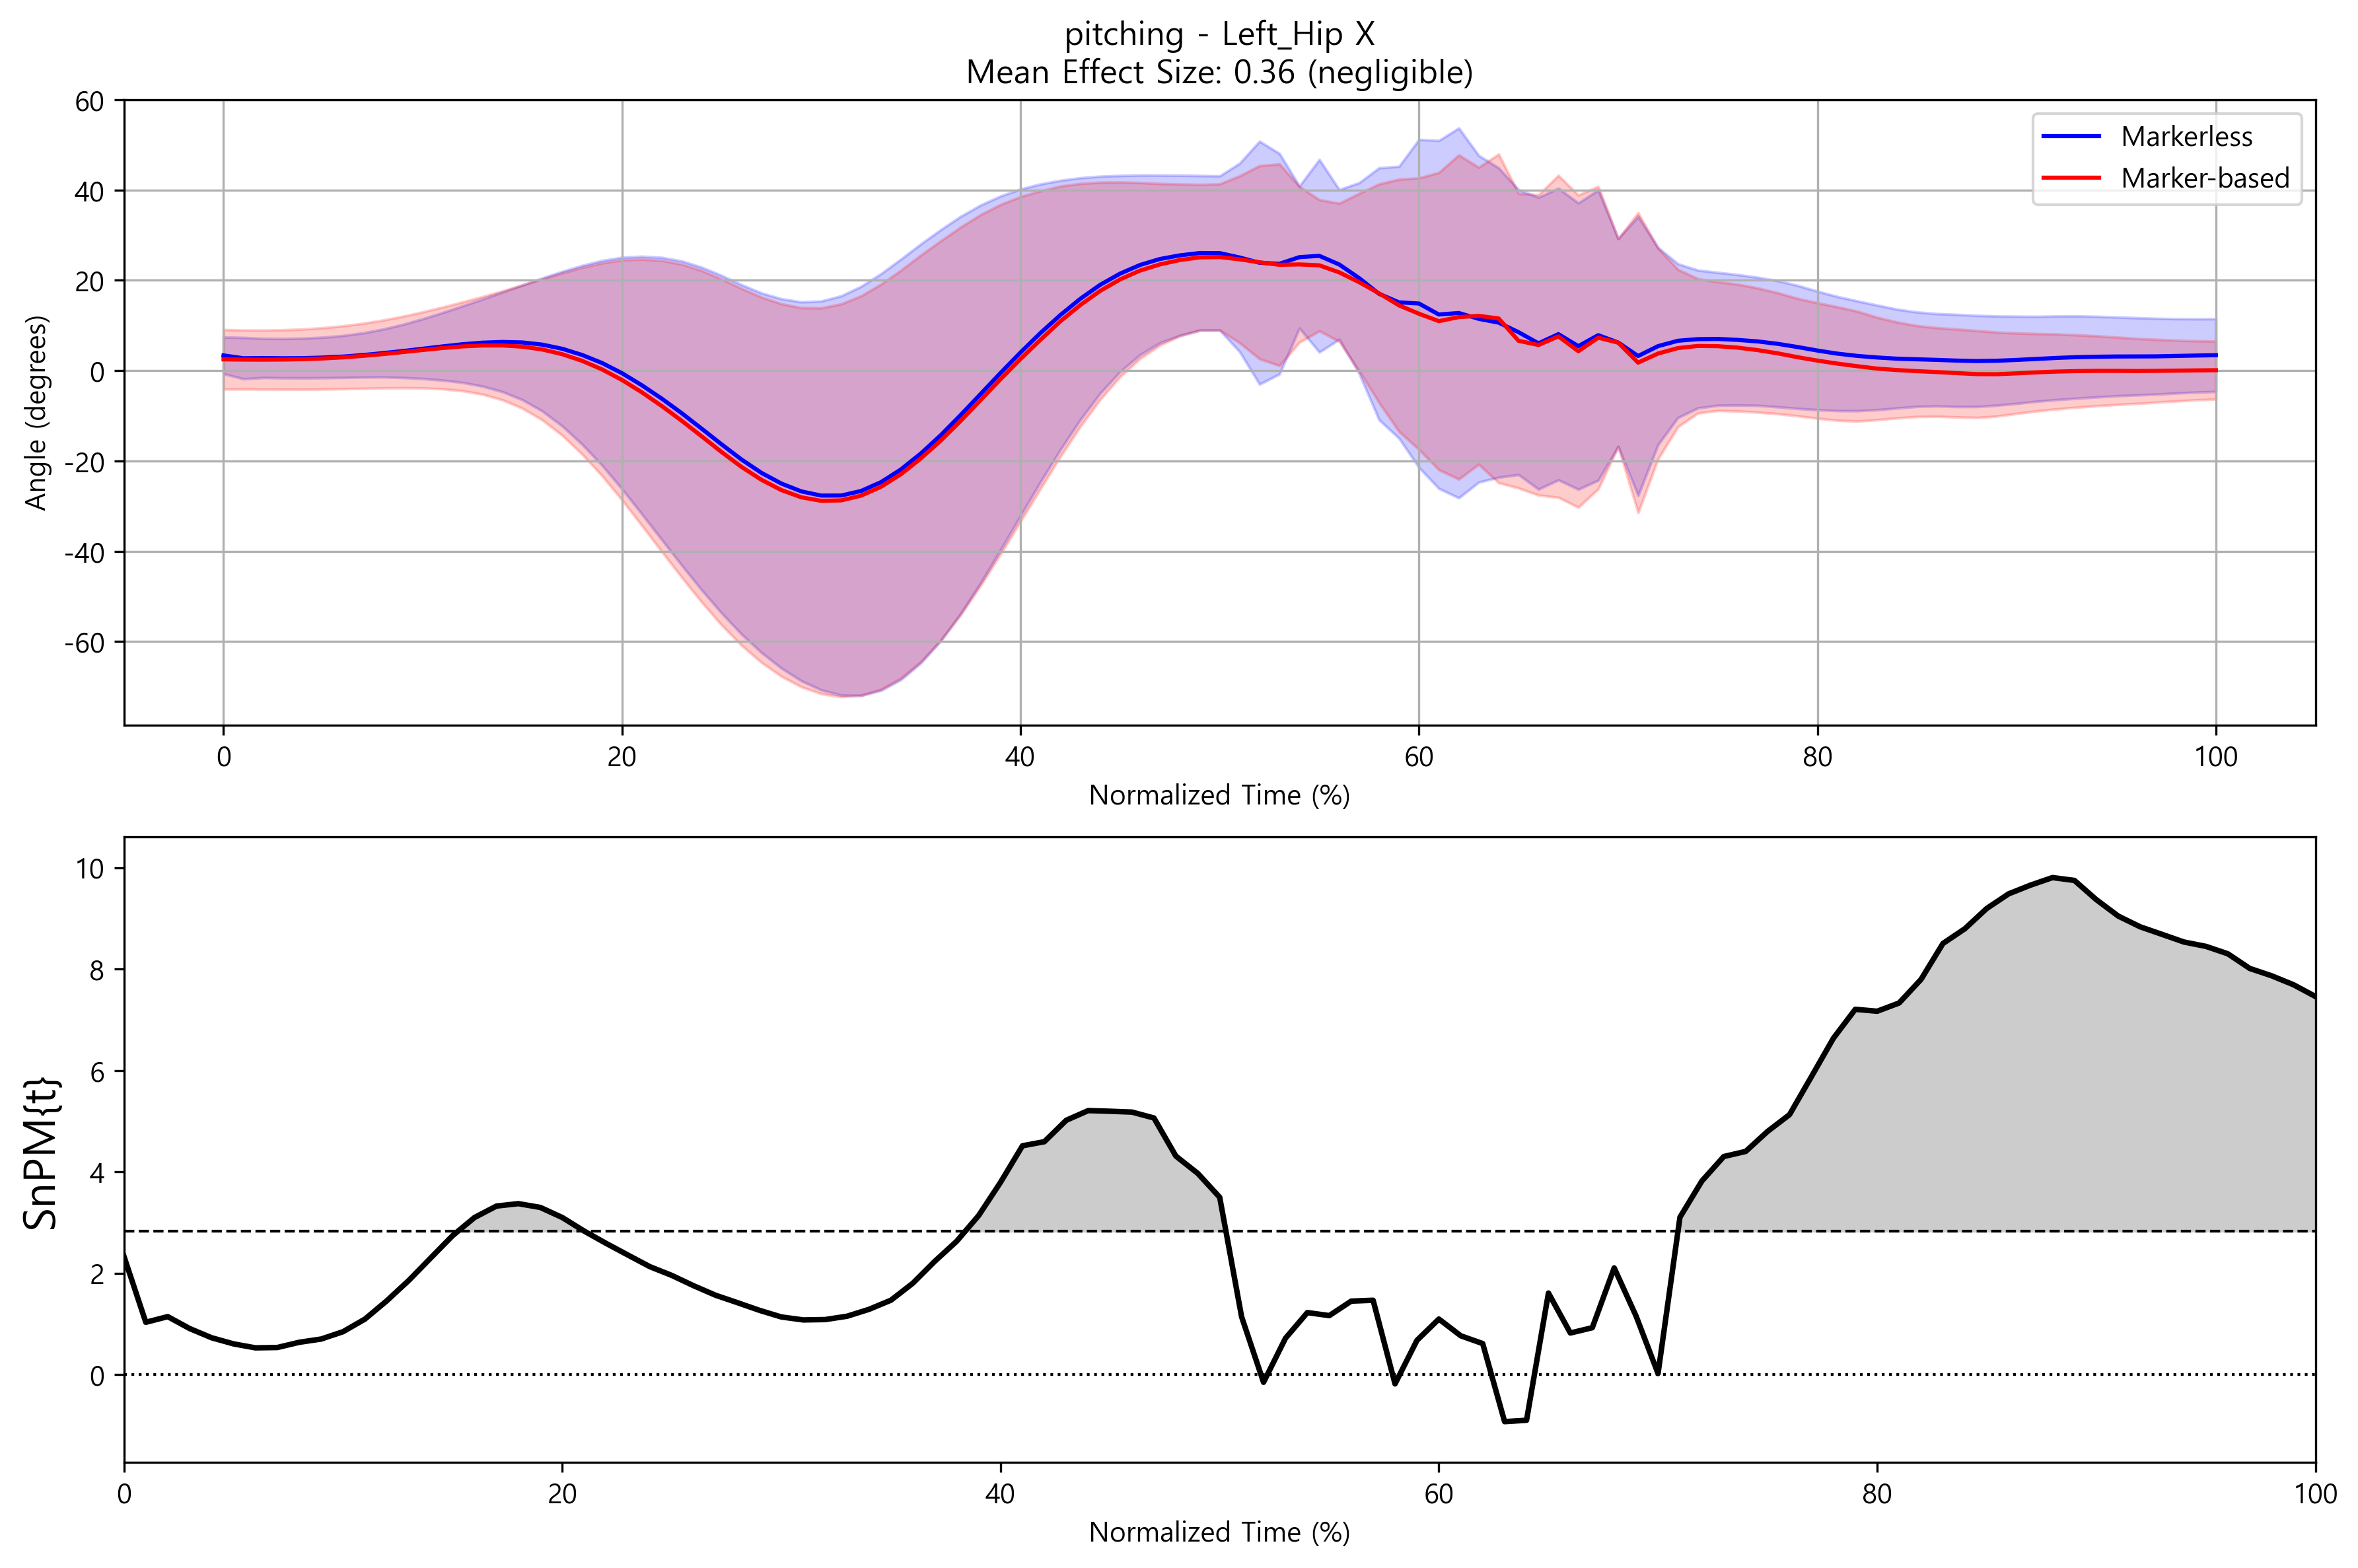 pitching - Left_Hip X
Mean Effect Size: 0.36 (negligible)
60
40
20
0
-20
-40
-60
Angle (degrees)
Markerless
Marker-based
0 20 40 60 80 100
Normalized Time (%)
10
8
6
4
2
0
SnPM{t}
0 20 40 60 80 100
Normalized Time (%)